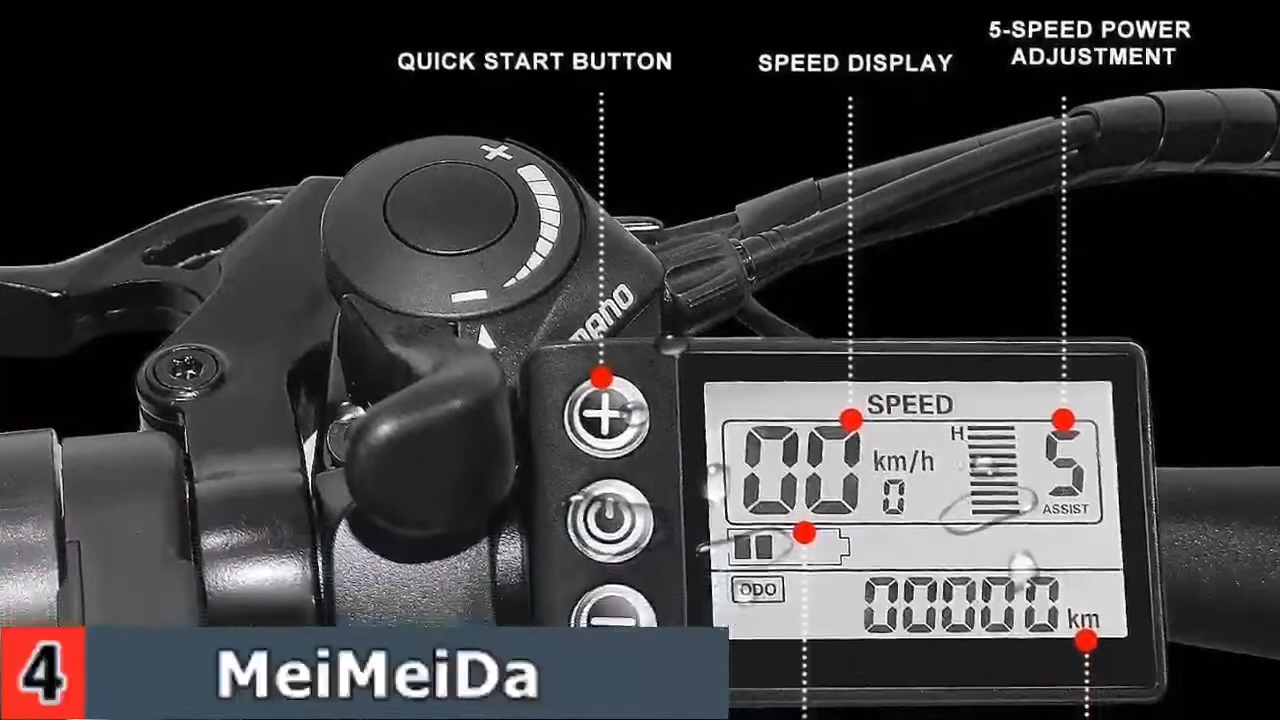 QUICK START BUTTON
SPEED DISPLAY
5-SPEED POWER
ADJUSTMENT
SPEED
00 km/h
0
H
5
ASSIST
ODO
00000 km
4
MeiMeiDa